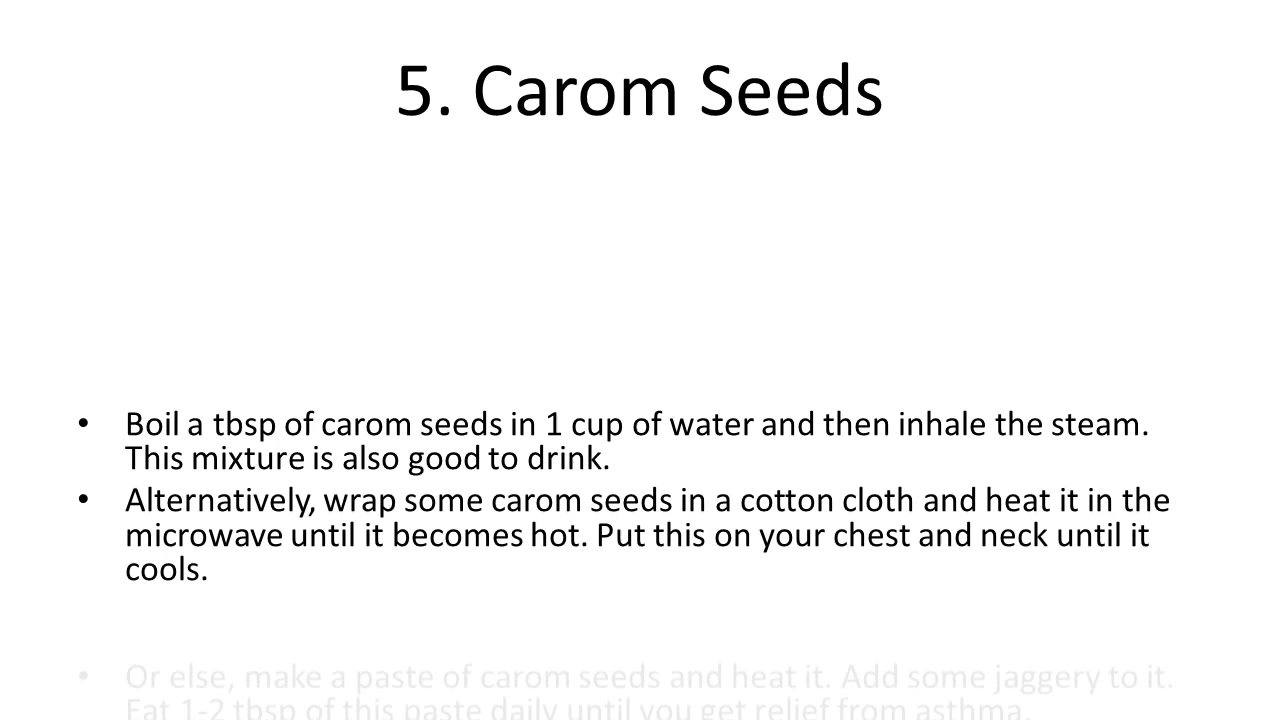 5. Carom Seeds
• Boil a tbsp of carom seeds in 1 cup of water and then inhale the steam.
This mixture is also good to drink.
• Alternatively, wrap some carom seeds in a cotton cloth and heat it in the
microwave until it becomes hot. Put this on your chest and neck until it
cools.
• Or else, make a paste of carom seeds and heat it. Add some jaggery to it.
Eat 1-2 tbsp of this paste daily until you get relief from asthma.